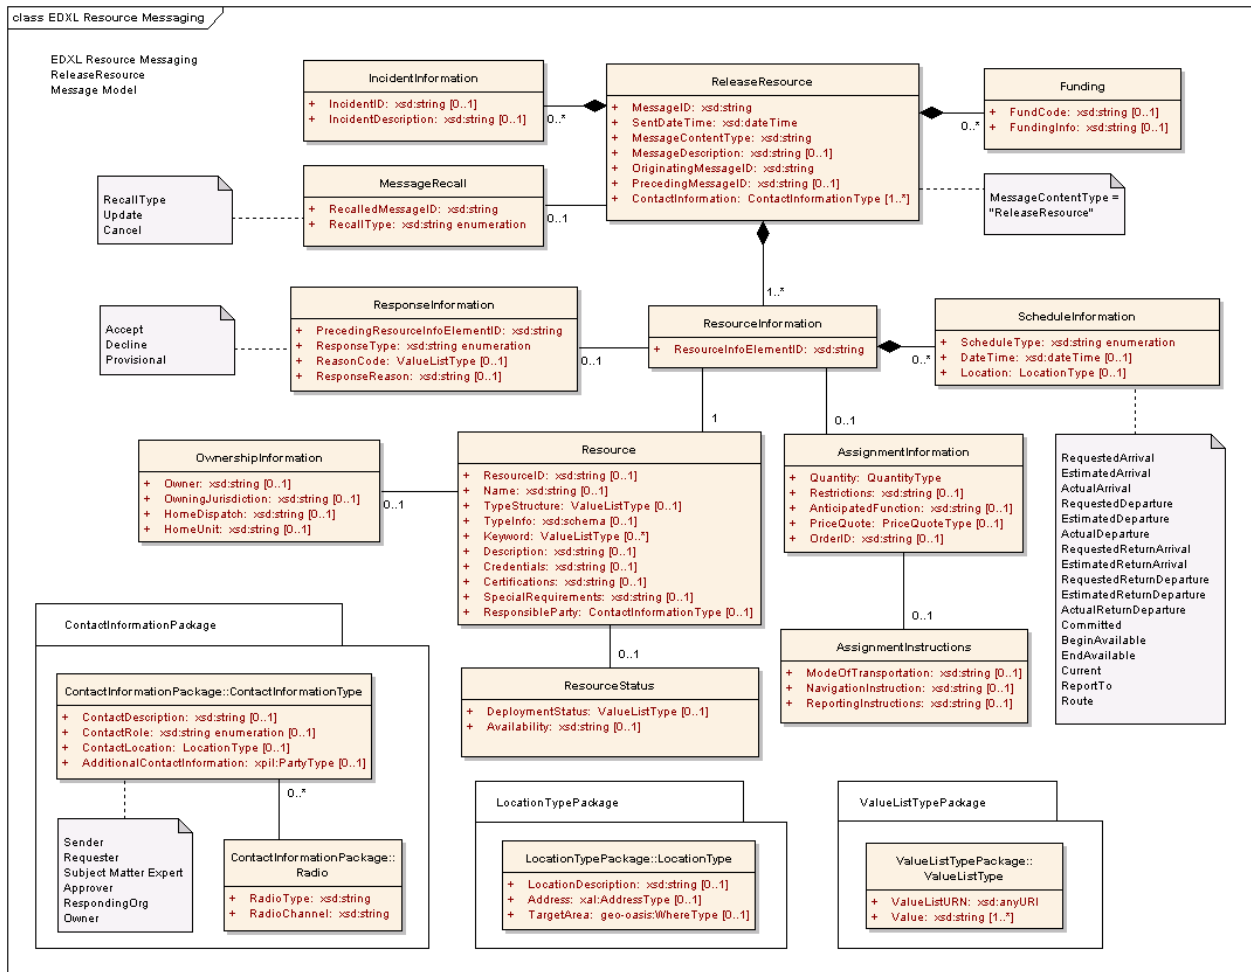 class EDXL Resource Messaging
EDXL Resource Messaging
ReleaseResource
Message Model
IncidentInformation
+ IncidentID: xsd:string [0..1]
+ IncidentDescription: xsd:string [0..1]
0..*
ReleaseResource
+ MessageID: xsd:string
+ SentDateTime: xsd:dateTime
+ MessageContentType: xsd:string
+ MessageDescription: xsd:string [0..1]
+ OriginatingMessageID: xsd:string
+ PrecedingMessageID: xsd:string [0..1]
+ ContactInformation: ContactInformationType [1..*]
Funding
+ FundCode: xsd:string [0..1]
+ FundingInfo: xsd:string [0..1]
0..*
RecallType
Update
Cancel
MessageRecall
+ RecalledMessageID: xsd:string
+ RecallType: xsd:string enumeration
0..1
MessageContentType =
"ReleaseResource"
1..*
Accept
Decline
Provisional
ResponseInformation
+ PrecedingResourceInfoElementID: xsd:string
+ ResponseType: xsd:string enumeration
+ ReasonCode: ValueListType [0..1]
+ ResponseReason: xsd:string [0..1]
0..1
ResourceInformation
+ ResourceInfoElementID: xsd:string
ScheduleInformation
+ ScheduleType: xsd:string enumeration
+ DateTime: xsd:dateTime [0..1]
+ Location: LocationType [0..1]
0..*
1
0..1
OwnershipInformation
+ Owner: xsd:string [0..1]
+ OwningJurisdiction: xsd:string [0..1]
+ HomeDispatch: xsd:string [0..1]
+ HomeUnit: xsd:string [0..1]
0..1
Resource
+ ResourceID: xsd:string [0..1]
+ Name: xsd:string [0..1]
+ TypeStructure: ValueListType [0..1]
+ TypeInfo: xsd:schema [0..1]
+ Keyword: ValueListType [0..*]
+ Description: xsd:string [0..1]
+ Credentials: xsd:string [0..1]
+ Certifications: xsd:string [0..1]
+ SpecialRequirements: xsd:string [0..1]
+ ResponsibleParty: ContactInformationType [0..1]
AssignmentInformation
+ Quantity: QuantityType
+ Restrictions: xsd:string [0..1]
+ AnticipatedFunction: xsd:string [0..1]
+ PriceQuote: PriceQuoteType [0..1]
+ OrderID: xsd:string [0..1]
RequestedArrival
EstimatedArrival
ActualArrival
RequestedDeparture
EstimatedDeparture
ActualDeparture
RequestedReturnArrival
EstimatedReturnArrival
RequestedReturnDeparture
EstimatedReturnDeparture
ActualReturnDeparture
Committed
BeginAvailable
EndAvailable
Current
ReportTo
Route
0..1
0..1
AssignmentInstructions
+ ModeOfTransportation: xsd:string [0..1]
+ NavigationInstruction: xsd:string [0..1]
+ ReportingInstructions: xsd:string [0..1]
ResourceStatus
+ DeploymentStatus: ValueListType [0..1]
+ Availability: xsd:string [0..1]
ContactInformationPackage
ContactInformationPackage::ContactInformationType
+ ContactDescription: xsd:string [0..1]
+ ContactRole: xsd:string enumeration [0..1]
+ ContactLocation: LocationType [0..1]
+ AdditionalContactInformation: xpil:PartyType [0..1]
0..*
Sender
Requester
Subject Matter Expert
Approver
RespondingOrg
Owner
ContactInformationPackage::
Radio
+ RadioType: xsd:string
+ RadioChannel: xsd:string
LocationTypePackage
LocationTypePackage::LocationType
+ LocationDescription: xsd:string [0..1]
+ Address: xal:AddressType [0..1]
+ TargetArea: geo-oasis:WhereType [0..1]
ValueListTypePackage
ValueListTypePackage::
ValueListType
+ ValueListURN: xsd:anyURI
+ Value: xsd:string [1..*]